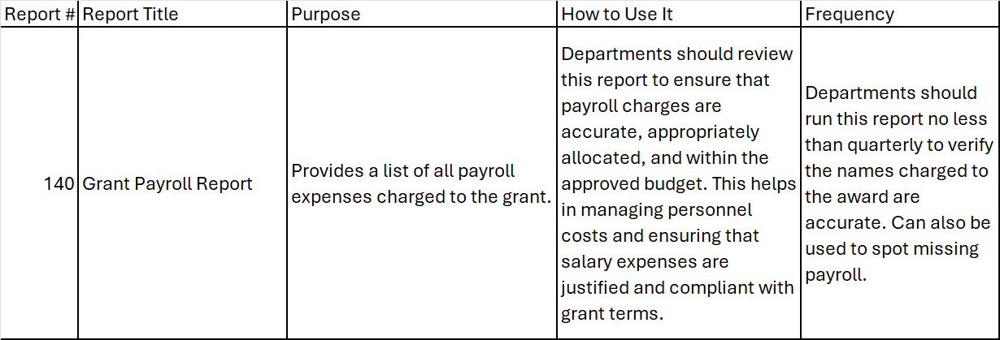 Report # Report Title Purpose How to Use It Frequency
140 Grant Payroll Report
Provides a list of all payroll
expenses charged to the grant.
Departments should review
this report to ensure that
payroll charges are
accurate, appropriately
allocated, and within the
approved budget. This helps
in managing personnel
costs and ensuring that
salary expenses are
justified and compliant with
grant terms.
Departments should
run this report no less
than quarterly to verify
the names charged to
the award are
accurate. Can also be
used to spot missing
payroll.